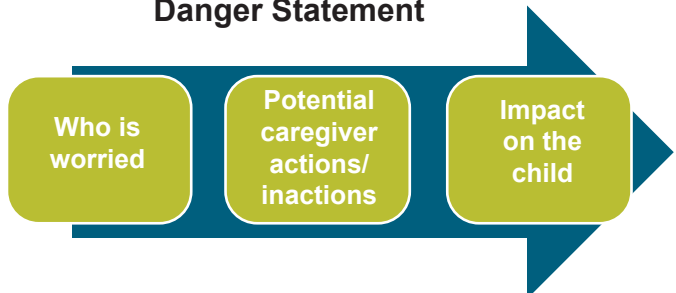 Danger Statement
Who is
worried
Potential
caregiver
actions/
inactions
Impact
on the
child